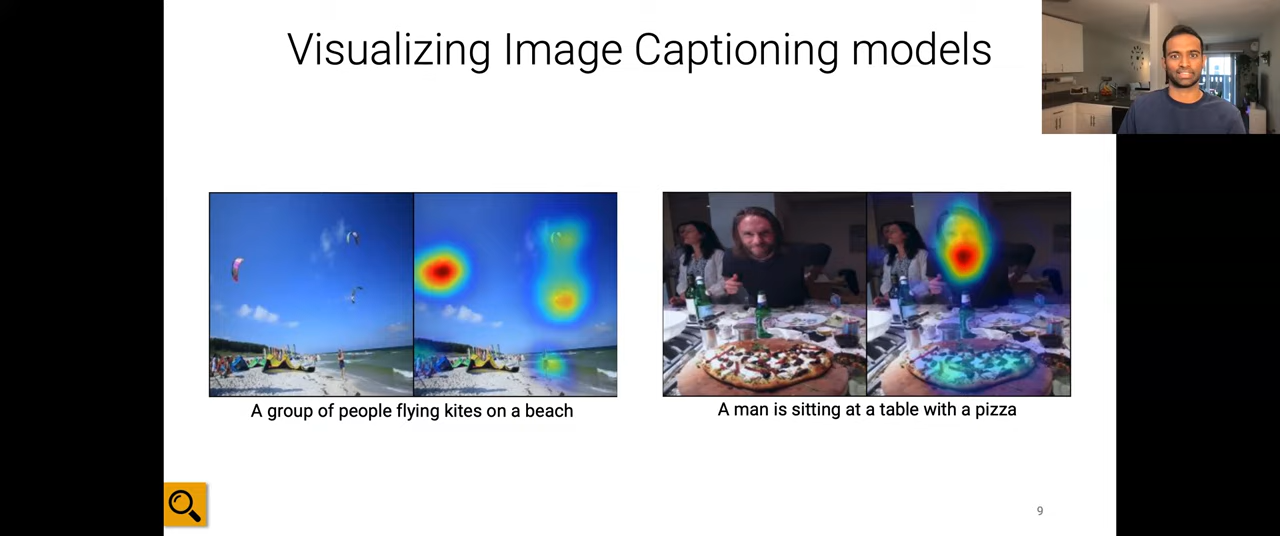 Visualizing Image Captioning models
A group of people flying kites on a beach
A man is sitting at a table with a pizza
9